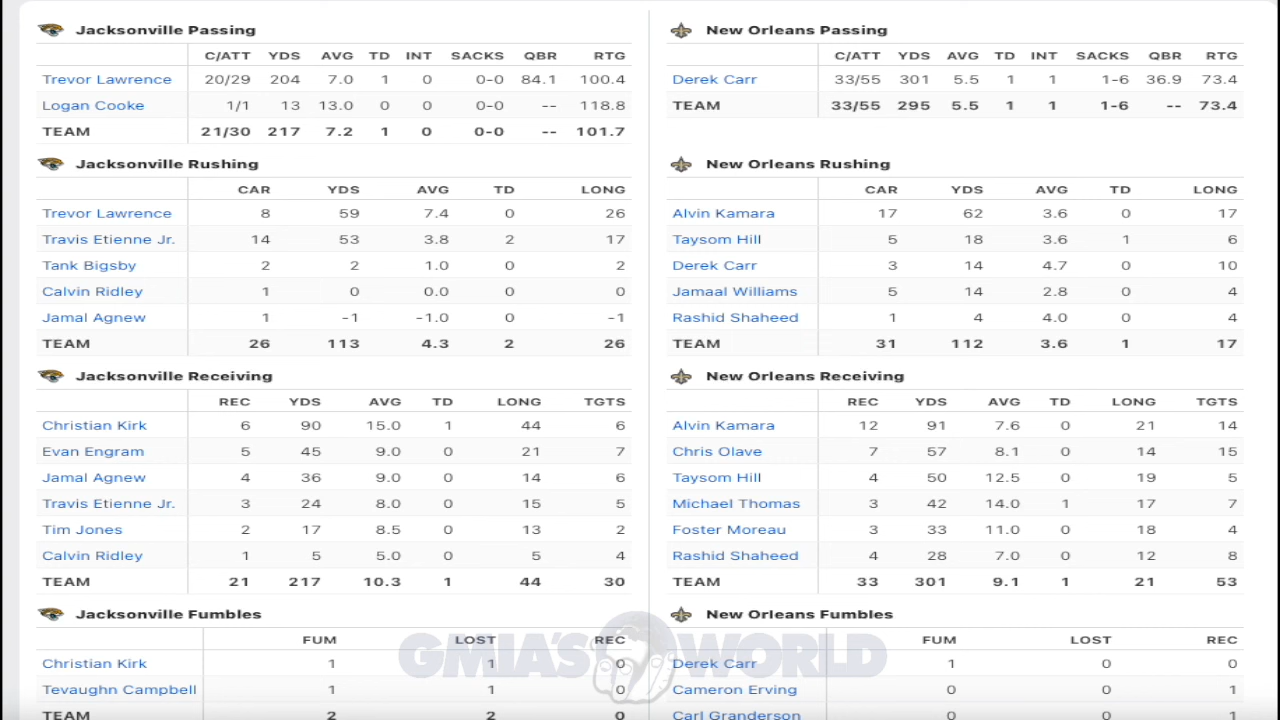 Jacksonville Passing
C/ATT YDS AVG TD INT SACKS QBR RTG
Trevor Lawrence 20/29 204 7.0 1 0 0-0 84.1 100.4
Logan Cooke 1/1 13 13.0 0 0 0-0 -- 118.8
TEAM 21/30 217 7.2 1 0 0-0 -- 101.7
New Orleans Passing
C/ATT YDS AVG TD INT SACKS QBR RTG
Derek Carr 33/55 301 5.5 1 1 1-6 36.9 73.4
TEAM 33/55 295 5.5 1 1 1-6 -- 73.4
Jacksonville Rushing
CAR YDS AVG TD LONG
Trevor Lawrence 8 59 7.4 0 26
Travis Etienne Jr. 14 53 3.8 2 17
Tank Bigsby 2 2 1.0 0 2
Calvin Ridley 1 0 0.0 0 0
Jamal Agnew 1 -1 -1.0 0 -1
TEAM 26 113 4.3 2 26
New Orleans Rushing
CAR YDS AVG TD LONG
Alvin Kamara 17 62 3.6 0 17
Taysom Hill 5 18 3.6 1 6
Derek Carr 3 14 4.7 0 10
Jamaal Williams 5 14 2.8 0 4
Rashid Shaheed 1 4 4.0 0 4
TEAM 31 112 3.6 1 17
Jacksonville Receiving
REC YDS AVG TD LONG TGTS
Christian Kirk 6 90 15.0 1 44 6
Evan Engram 5 45 9.0 0 21 7
Jamal Agnew 4 36 9.0 0 14 6
Travis Etienne Jr. 3 24 8.0 0 15 5
Tim Jones 2 17 8.5 0 13 2
Calvin Ridley 1 5 5.0 0 5 4
TEAM 21 217 10.3 1 44 30
New Orleans Receiving
REC YDS AVG TD LONG TGTS
Alvin Kamara 12 91 7.6 0 21 14
Chris Olave 7 57 8.1 0 14 15
Taysom Hill 4 50 12.5 0 19 5
Michael Thomas 3 42 14.0 1 17 7
Foster Moreau 3 33 11.0 0 18 4
Rashid Shaheed 4 28 7.0 0 12 8
TEAM 33 301 9.1 1 21 53
Jacksonville Fumbles
FUM LOST REC
Christian Kirk 1 1 0
Tevaughn Campbell 1 1 0
TEAM 2 2 0
New Orleans Fumbles
FUM LOST REC
Derek Carr 1 0 0
Cameron Erving 0 0 1
Carl Granderson 0 0 1
GMIA'S WORLD